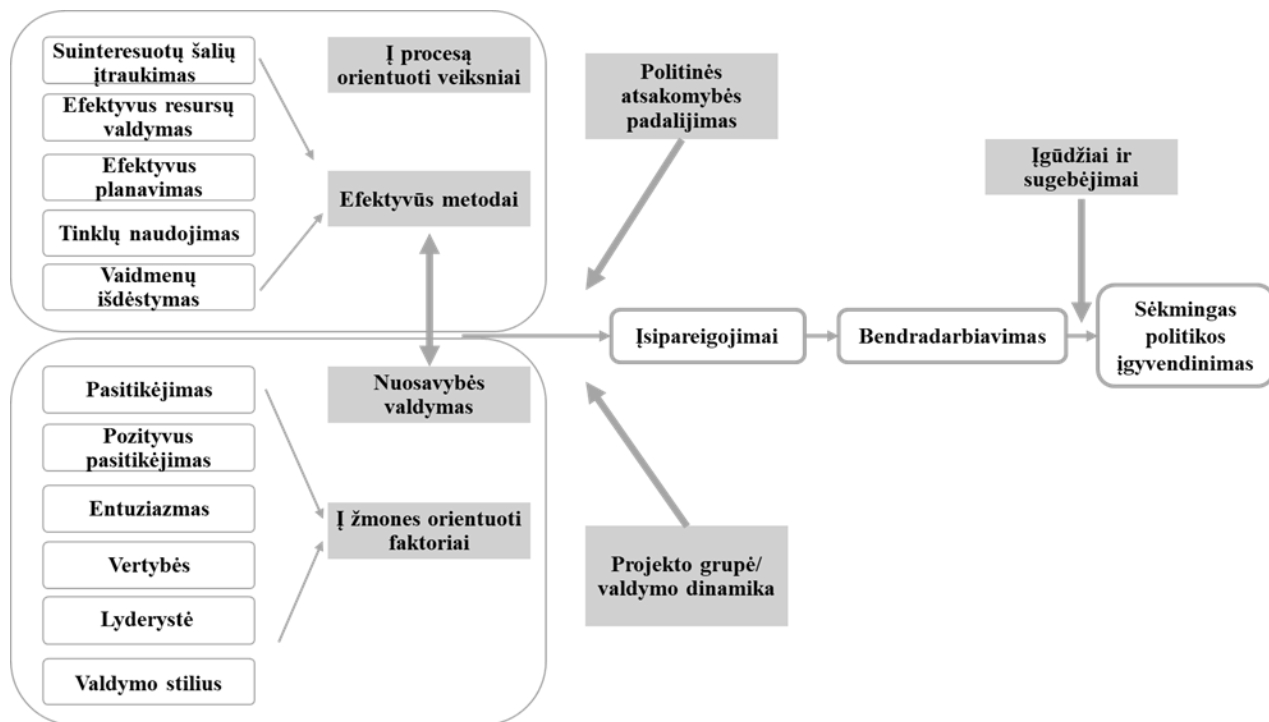 Suinteresuotų šalių
įtraukimas
Efektyvus resursų
valdymas
Efektyvus
planavimas
Tinklų naudojimas
Vaidmenų
išdėstymas
Į procesą
orientuoti veiksniai
Efektyvūs metodai
Pasitikėjimas
Pozityvus
pasitikėjimas
Entuziazmas
Vertybės
Lyderystė
Valdymo stilius
Nuosavybės
valdymas
Į žmones orientuoti
faktoriai
Politinės
atsakomybės
padalijimas
Įsipareigojimai
Projekto grupė/
valdymo dinamika
Bendradarbiavimas
Įgūdžiai ir
sugebėjimai
Sėkmingas
politikos
įgyvendinimas